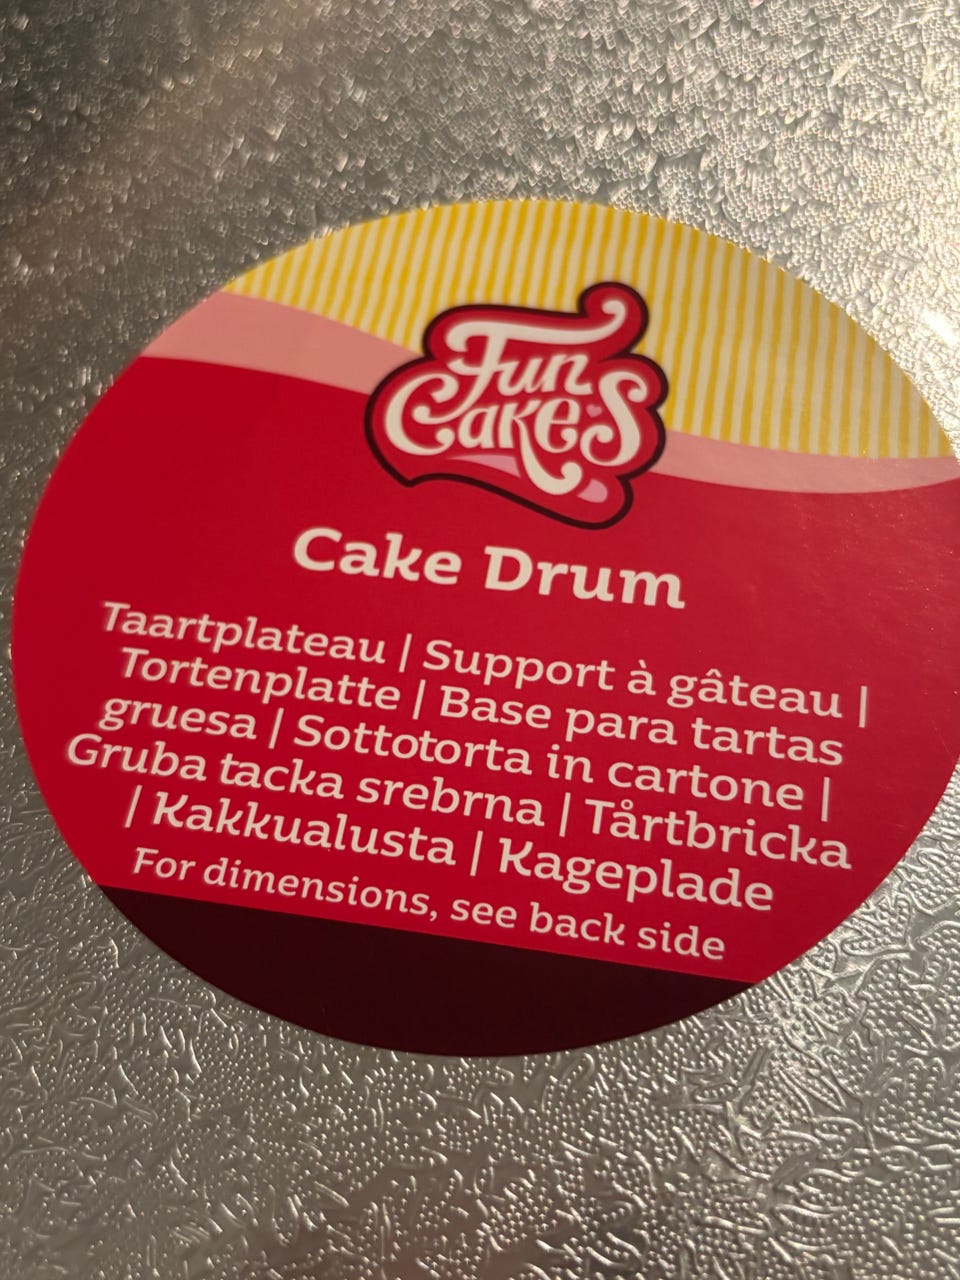 Fun
Cakes
Cake Drum
Taartplateau | Support à gâteau |
Tortenplatte | Base para tartas
gruesa | Sottotorta in cartone |
Gruba tacka srebrna | Tårtbricka
| Kakkualusta | Kageplade
For dimensions, see back side